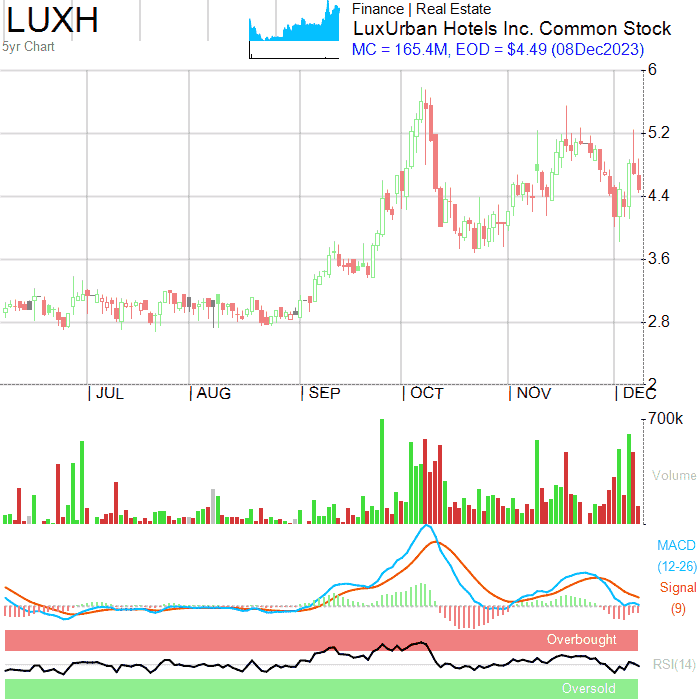 LUXH
5yr Chart
Finance | Real Estate
LuxUrban Hotels Inc. Common Stock
MC = 165.4M, EOD = $4.49 (08Dec2023)
6
5.2
4.4
3.6
2.8
2
JUL AUG SEP OCT NOV DEC
700k
Volume
MACD
(12-26)
Signal
(9)
Overbought
RSI(14)
Oversold